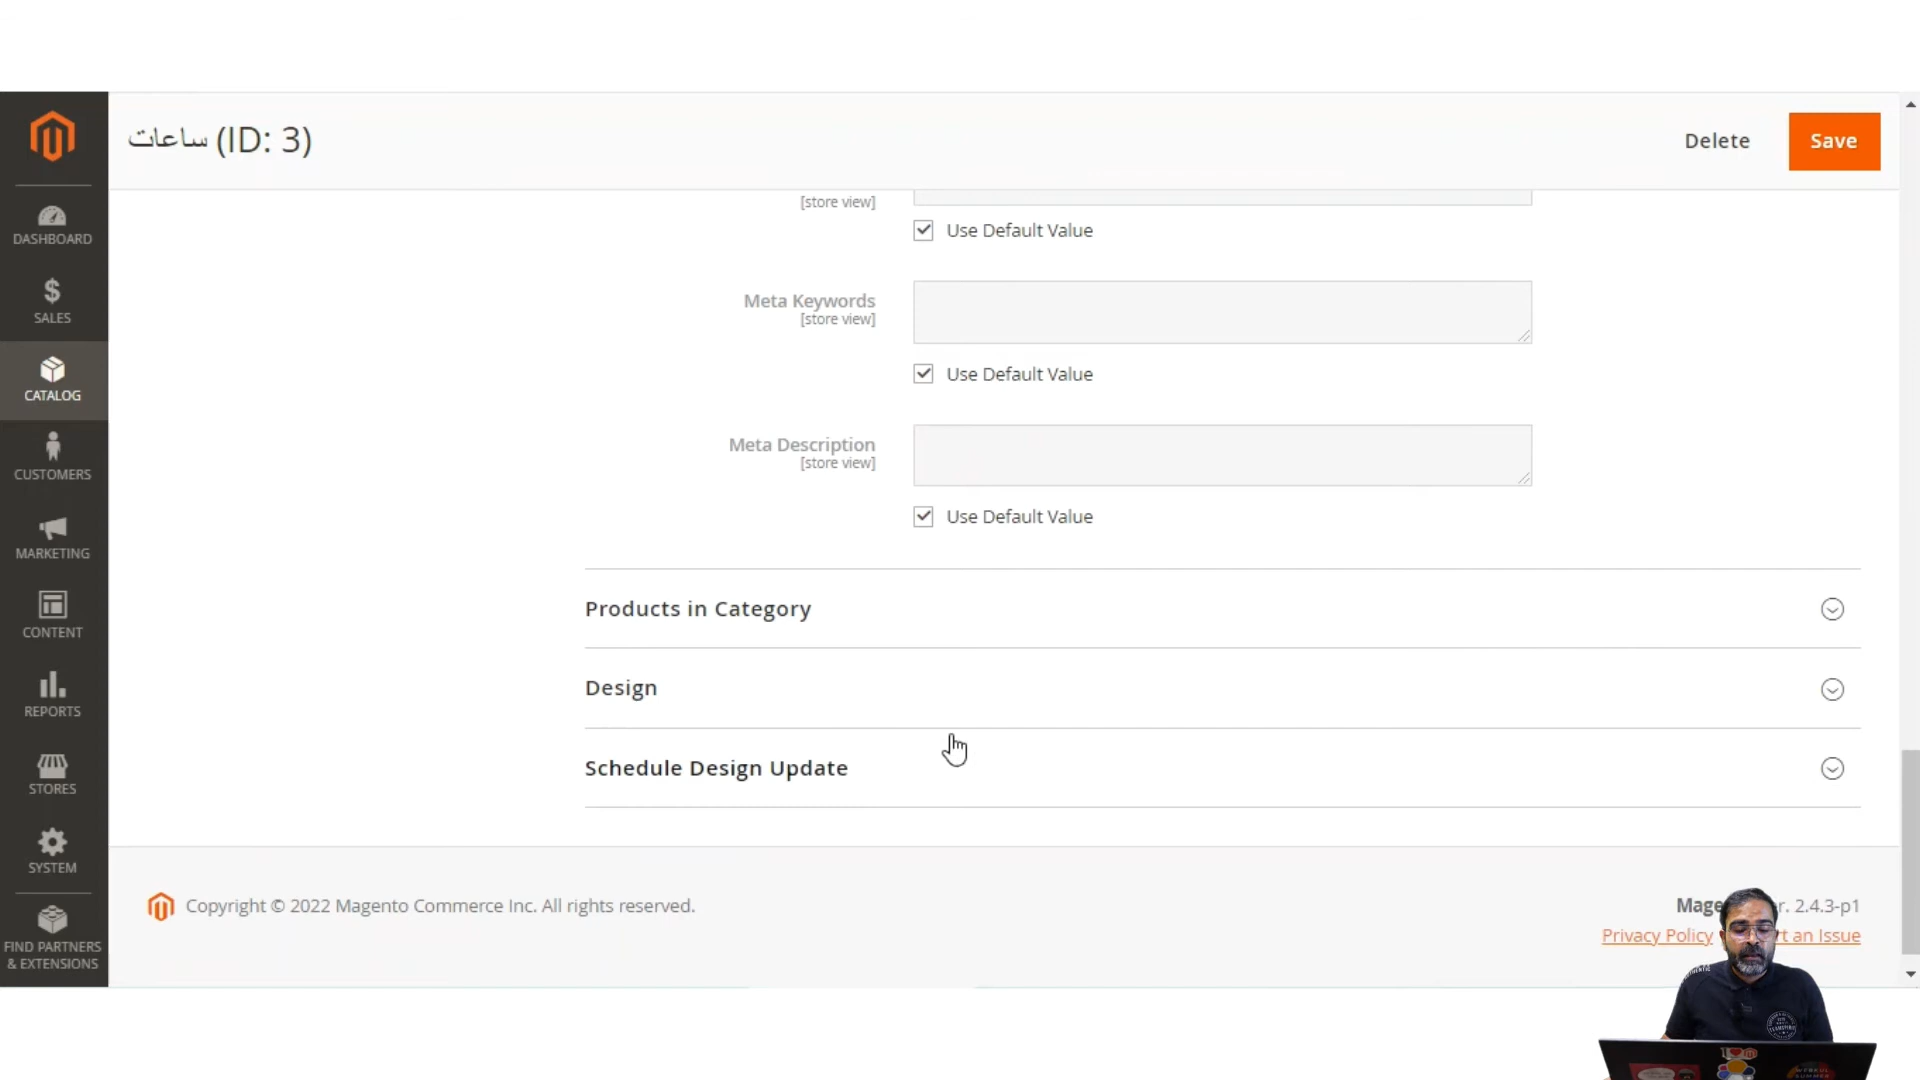 ساعات (ID: 3)
Delete
Save
DASHBOARD
SALES
CATALOG
CUSTOMERS
MARKETING
CONTENT
REPORTS
STORES
SYSTEM
FIND PARTNERS
& EXTENSIONS
[store view]
Use Default Value
Meta Keywords
[store view]
Use Default Value
Meta Description
[store view]
Use Default Value
Products in Category
Design
Schedule Design Update
Copyright © 2022 Magento Commerce Inc. All rights reserved.
Mage r. 2.4.3-p1
Privacy Policy t an Issue